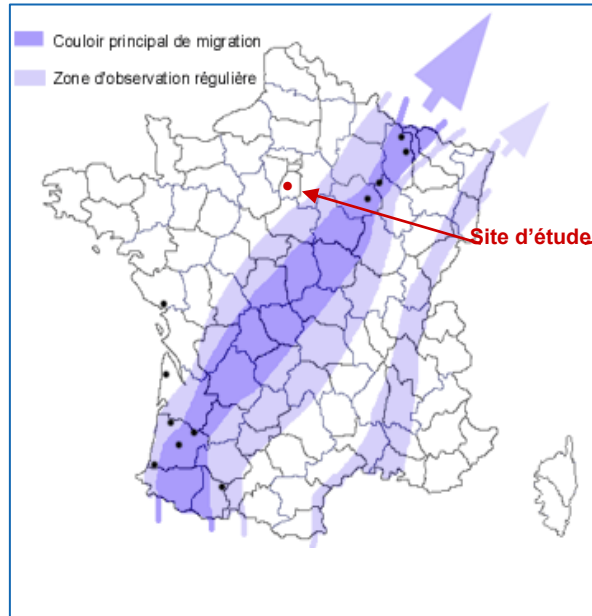 Couloir principal de migration
Zone d'observation régulière
Site d'étude